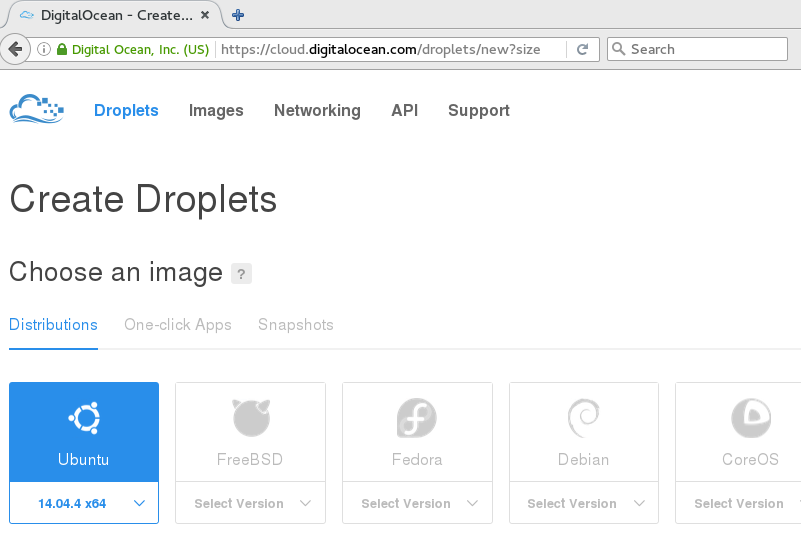 DigitalOcean - Create...
Digital Ocean, Inc. (US) https://cloud.digitalocean.com/droplets/new?size Search
Droplets Images Networking API Support
Create Droplets
Choose an image ?
Distributions One-click Apps Snapshots
Ubuntu FreeBSD Fedora Debian CoreOS
14.04.4 x64 Select Version Select Version Select Version Select Version